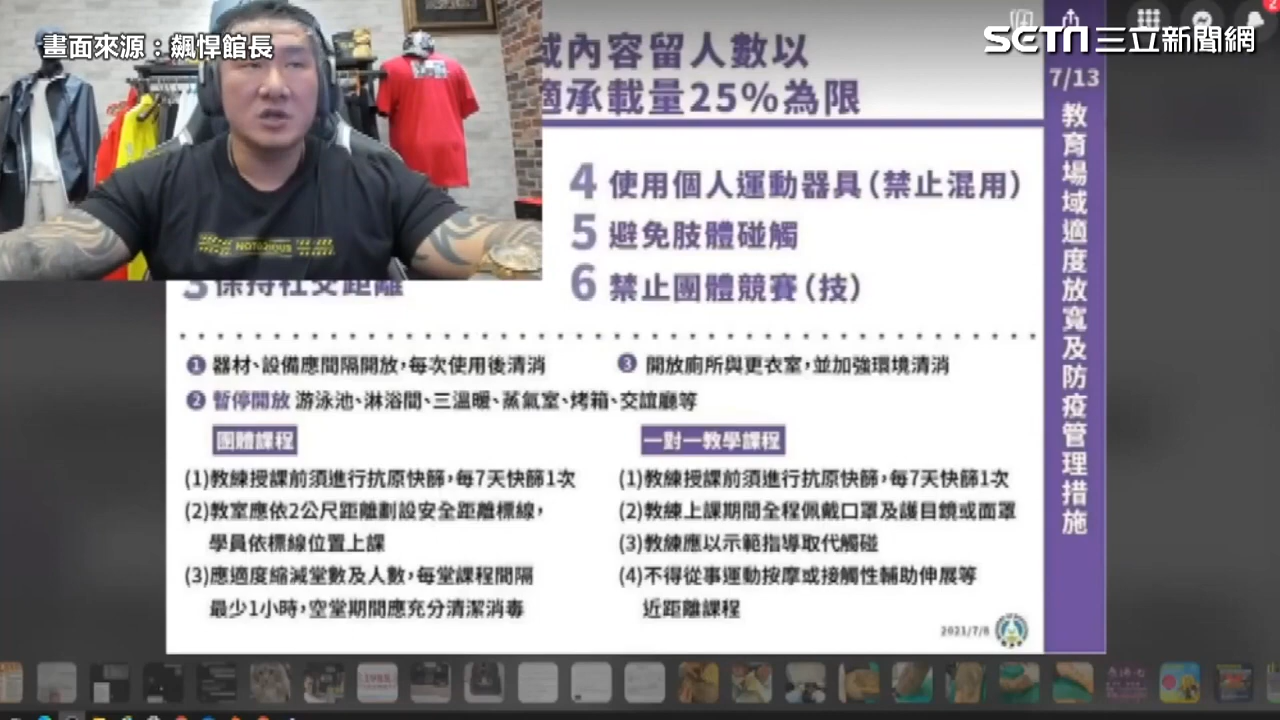 畫面來源：飆悍館長
SETN三立新聞網
域內容留人數以
適承載量25%為限
4 使用個人運動器具（禁止混用）
5 避免肢體碰觸
6 禁止團體競賽（技）
3 保持社交距離
NOTORIOUS
❶ 器材、設備應間隔開放，每次使用後清消
❷ 暫停開放 游泳池、淋浴間、三溫暖、蒸氣室、烤箱、交誼廳等
❸ 開放廁所與更衣室，並加強環境清消
團體課程
(1)教練授課前須進行抗原快篩，每7天快篩1次
(2)教室應依2公尺距離劃設安全距離標線，
學員依標線位置上課
(3)應適度縮減堂數及人數，每堂課程間隔
最少1小時，空堂期間應充分清潔消毒
一對一教學課程
(1)教練授課前須進行抗原快篩，每7天快篩1次
(2)教練上課期間全程佩戴口罩及護目鏡或面罩
(3)教練應以示範指導取代觸碰
(4)不得從事運動按摩或接觸性輔助伸展等
近距離課程
2021/7/8
7/13
教育場域適度放寬及防疫管理措施